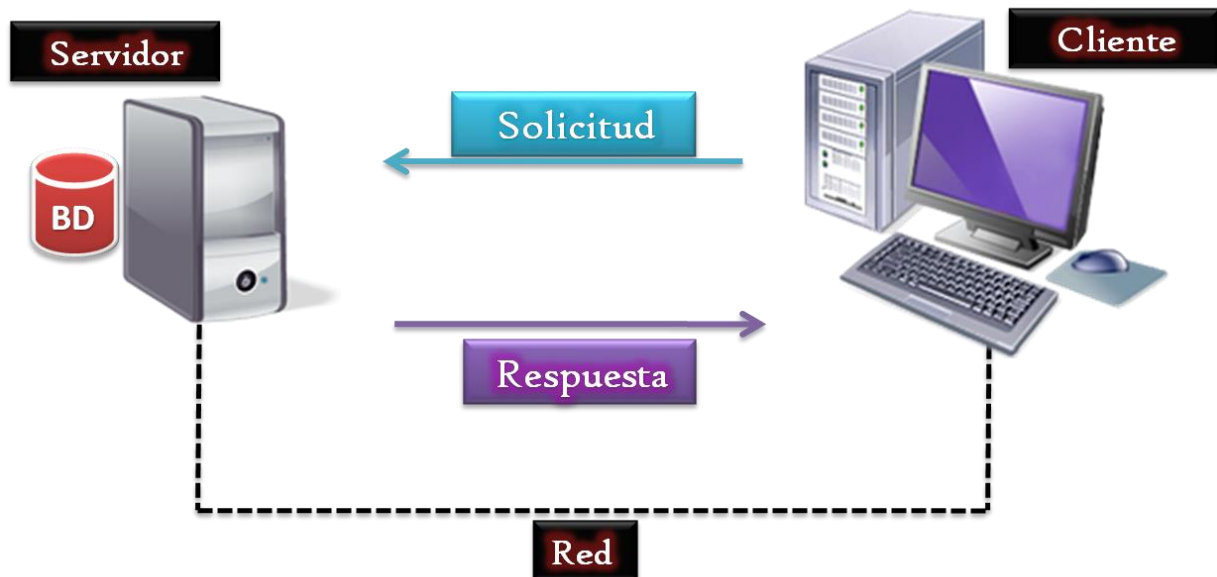 Servidor
Cliente
Solicitud
BD
Respuesta
Red